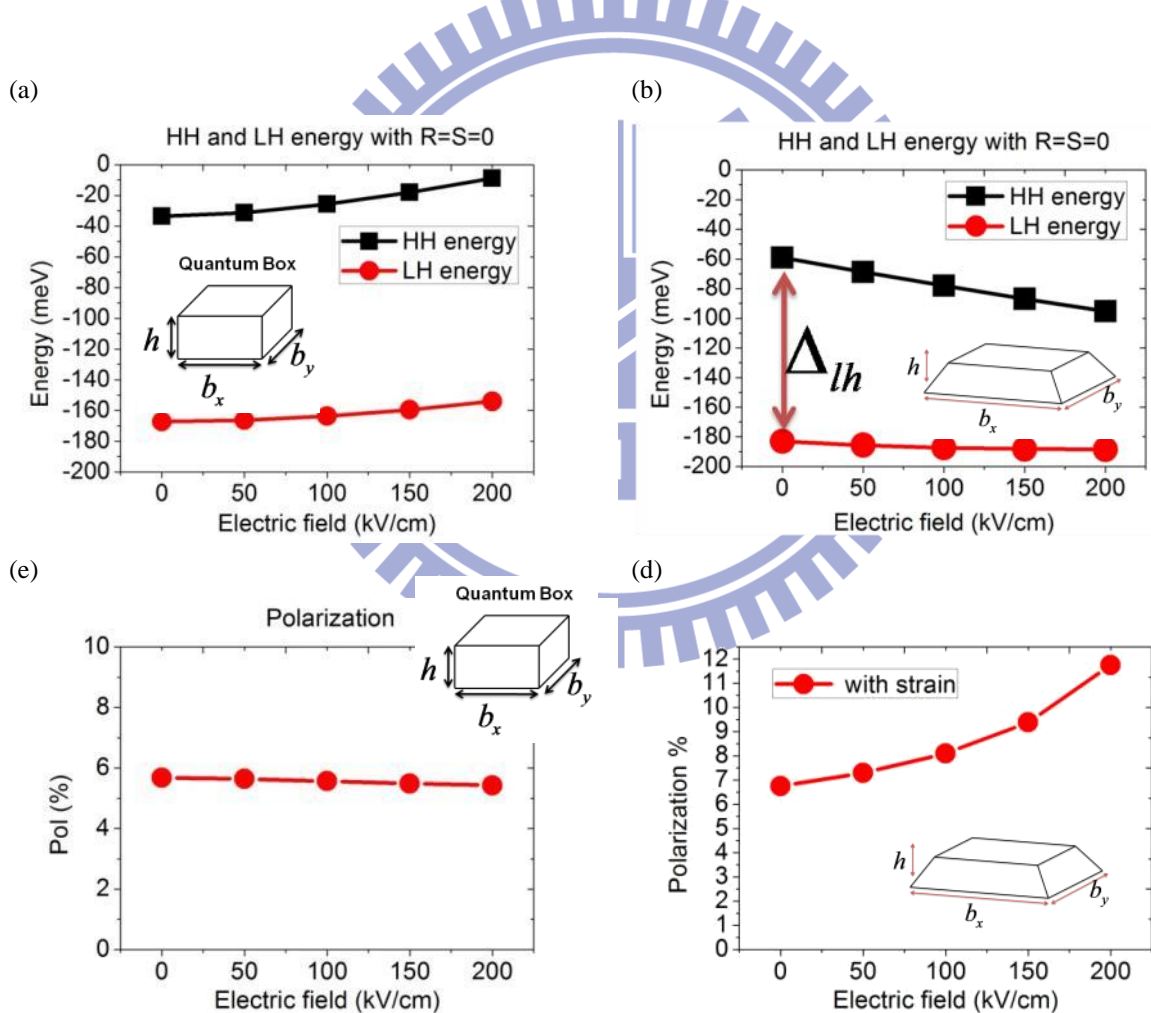 (a)
HH and LH energy with R=S=0
0
-20
-40
-60
-80
-100
-120
-140
-160
-180
-200
Energy (meV)
HH energy
LH energy
Quantum Box
h
b_x
b_y
0 50 100 150 200
Electric field (kV/cm)
(b)
HH and LH energy with R=S=0
0
-20
-40
-60
-80
-100
-120
-140
-160
-180
-200
Energy (meV)
HH energy
LH energy
Δ_lh
h
b_x
b_y
0 50 100 150 200
Electric field (kV/cm)
(e)
Polarization
10
8
6
4
2
0
Pol (%)
Quantum Box
h
b_x
b_y
0 50 100 150 200
Electric field (kV/cm)
(d)
12
11
10
9
8
7
6
5
4
3
2
1
0
Polarization %
with strain
h
b_x
b_y
0 50 100 150 200
Electric field (kV/cm)